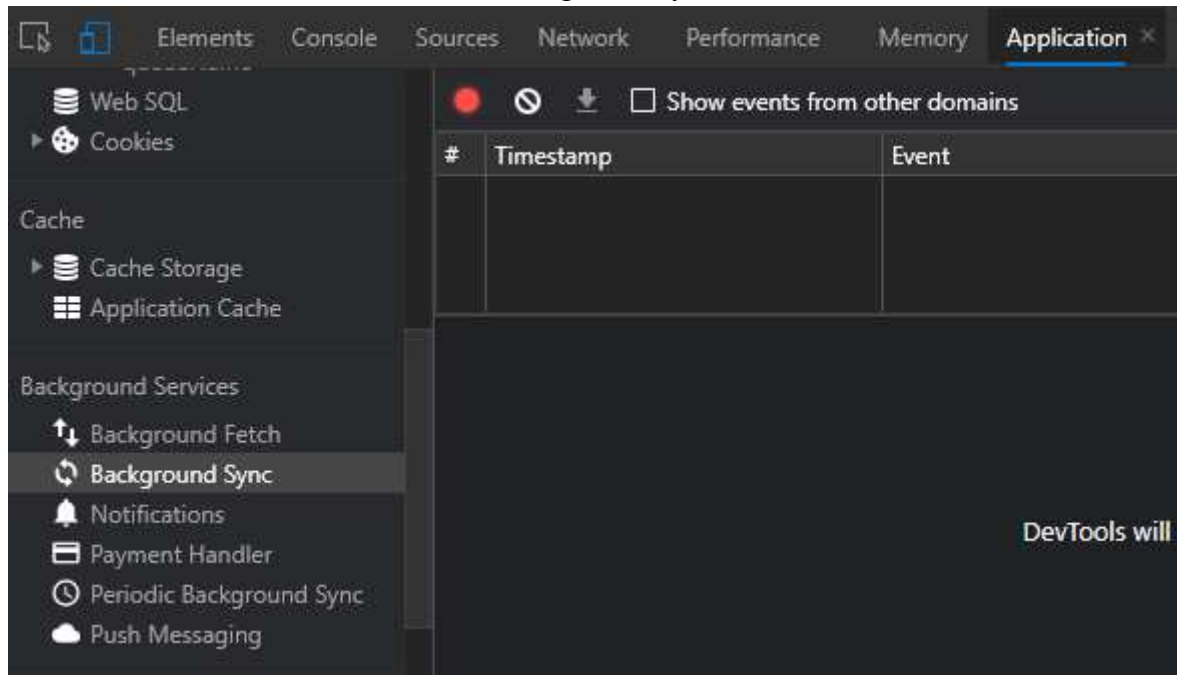 Elements Console Sources Network Performance Memory Application ×
Web SQL
Cookies
Show events from other domains
# Timestamp Event
Cache
Cache Storage
Application Cache
Background Services
Background Fetch
Background Sync
Notifications
DevTools will
Payment Handler
Periodic Background Sync
Push Messaging